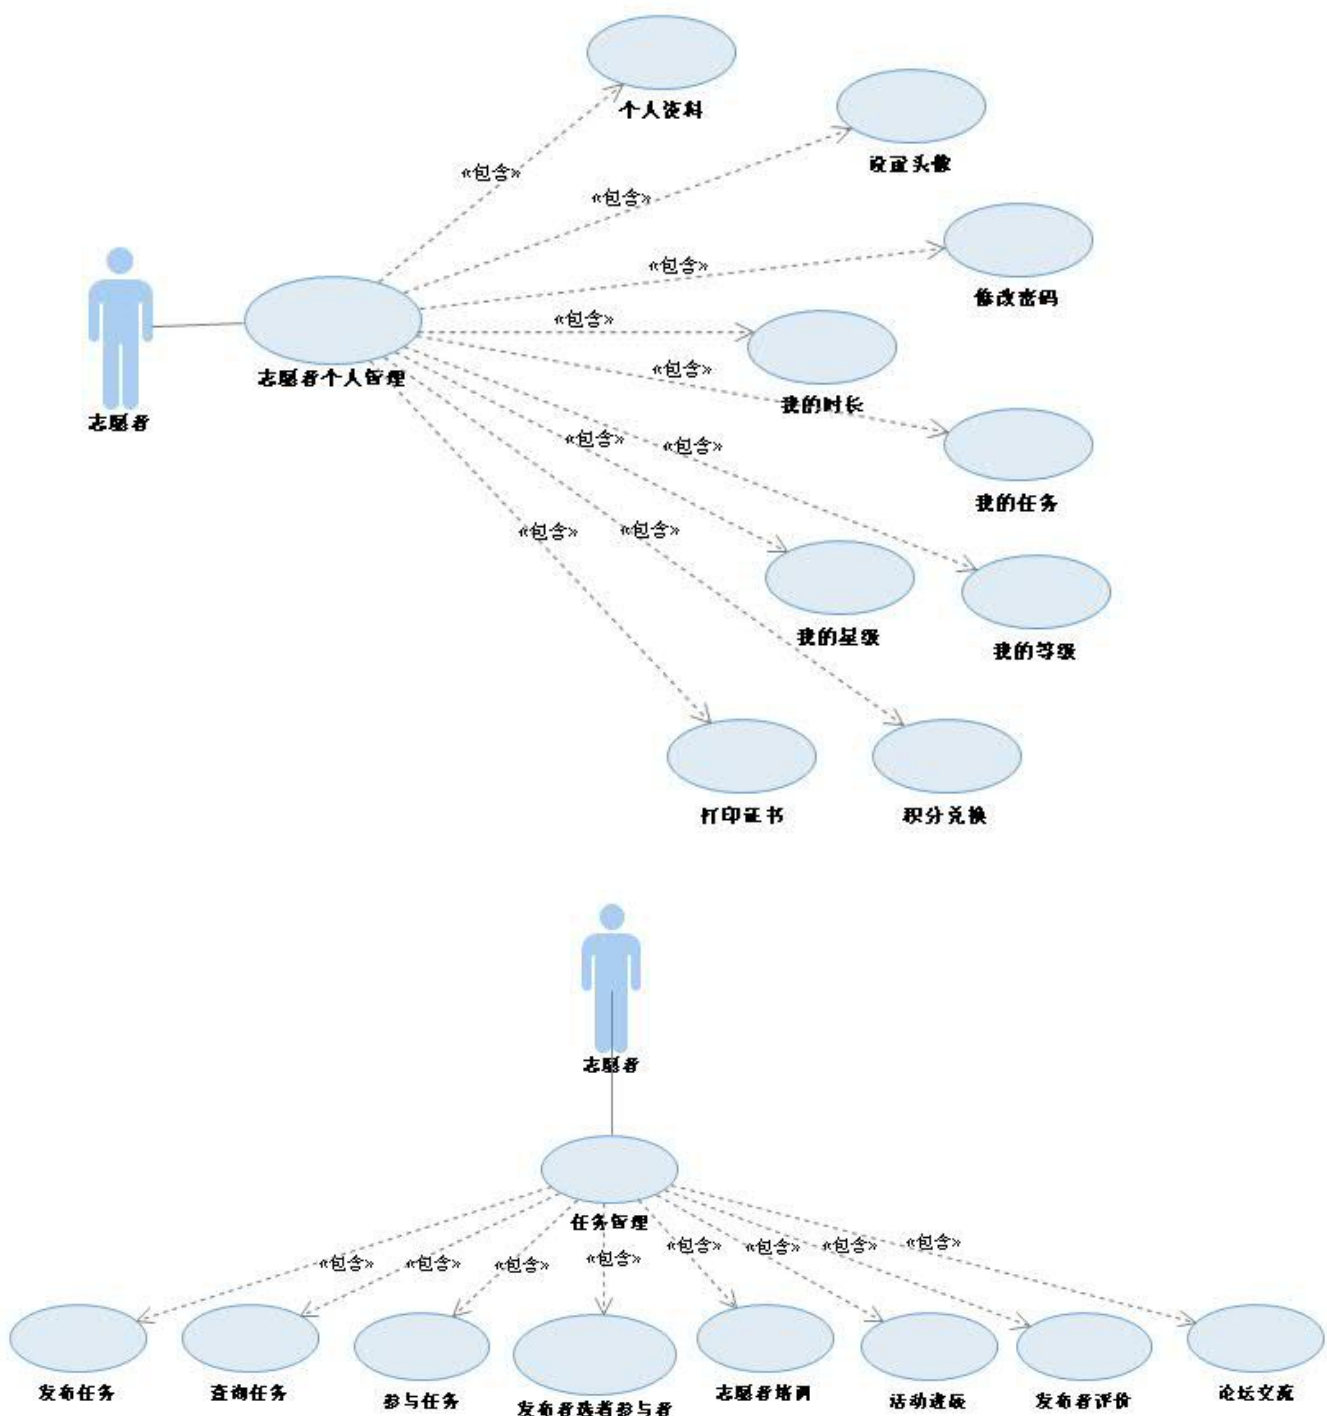 个人资料
设置头像
«包含»
«包含»
«包含»
修改密码
«包含»
志愿者个人管理
«包含»
我的时长
志愿者
«包含»
«包含»
我的任务
«包含»
«包含»
我的星级
我的等级
打印证书
积分兑换
志愿者
任务管理
«包含»
«包含»
«包含»
«包含»
«包含»
«包含»
«包含»
«包含»
发布任务
查询任务
参与任务
发布者选着参与者
志愿者培训
活动进展
发布者评价
论坛交流